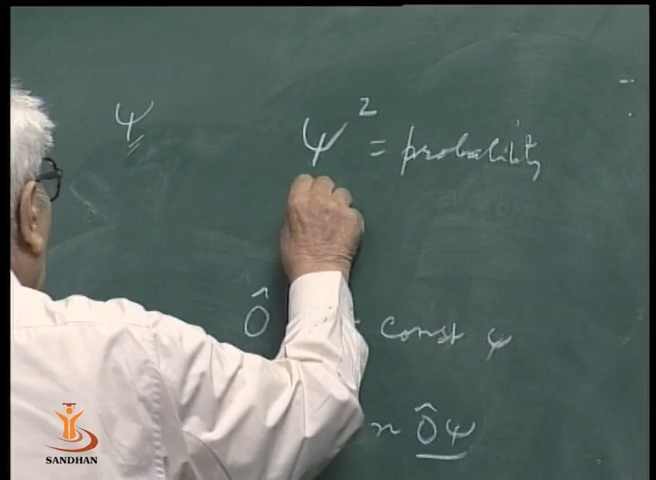 ψ
ψ² = probability
Ô
const ψ
n Ôψ
SANDHAN